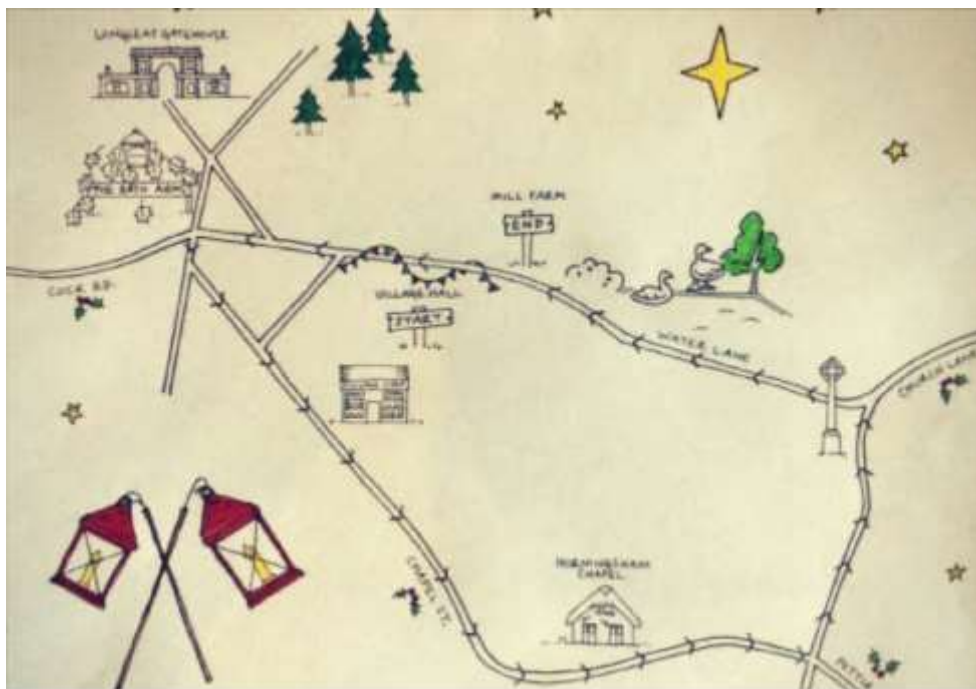 LONGLEAT GATEHOUSE
THE BATH ARMS
MILL FARM
END
COCK RD.
VILLAGE HALL
START
WATER LANE
CHURCH LANE
HORNINGSHAM
CHAPEL
CHAPEL ST.